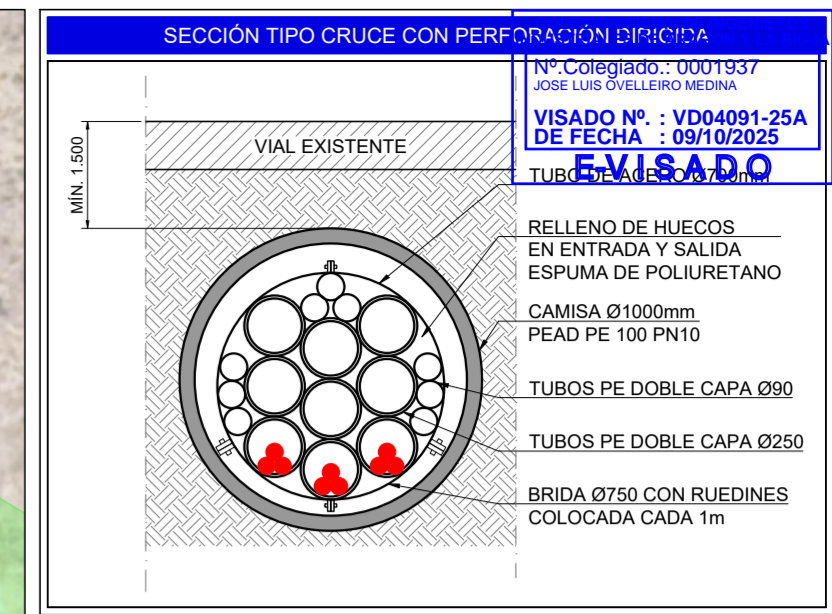 SECCIÓN TIPO CRUCE CON PERFORACIÓN DIRIGIDA
Nº.Colegiado.: 0001937
JOSE LUIS OVELLEIRO MEDINA
VISADO Nº. : VD04091-25A
DE FECHA : 09/10/2025
E-VISADO
VIAL EXISTENTE
MÍN. 1.500
TUBO DE ACERO Ø700mm
RELLENO DE HUECOS
EN ENTRADA Y SALIDA
ESPUMA DE POLIURETANO
CAMISA Ø1000mm
PEAD PE 100 PN10
TUBOS PE DOBLE CAPA Ø90
TUBOS PE DOBLE CAPA Ø250
BRIDA Ø750 CON RUEDINES
COLOCADA CADA 1m